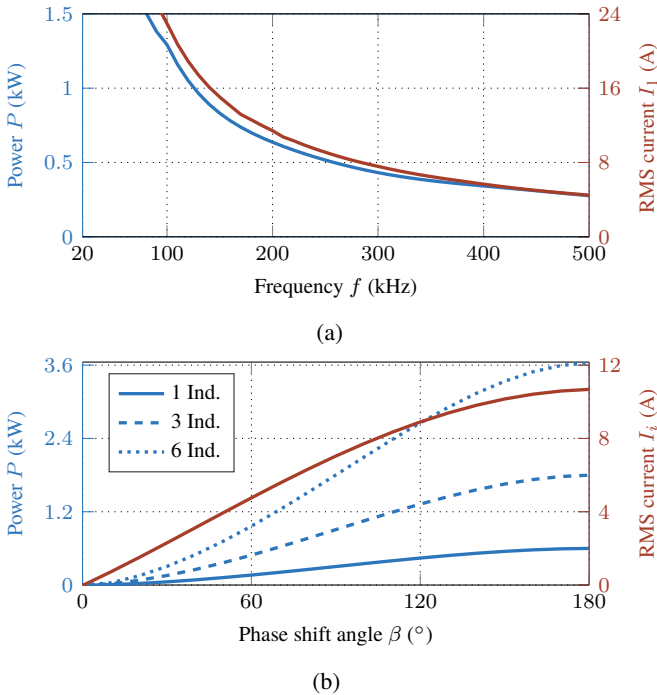 1.5
24
1
16
0.5
8
0
0
20
100
200
300
400
500
Power P (kW)
RMS current I₁ (A)
Frequency f (kHz)
(a)
3.6
12
2.4
8
1.2
4
0
0
0
60
120
180
1 Ind.
3 Ind.
6 Ind.
Power P (kW)
RMS current Iᵢ (A)
Phase shift angle β (°)
(b)